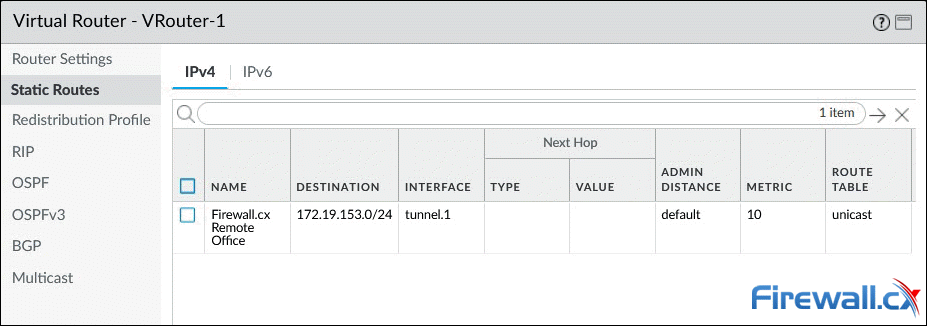 Virtual Router - VRouter-1
?
Router Settings
Static Routes
Redistribution Profile
RIP
OSPF
OSPFv3
BGP
Multicast
IPv4 IPv6
1 item
Next Hop
NAME DESTINATION INTERFACE TYPE VALUE ADMIN DISTANCE METRIC ROUTE TABLE
Firewall.cx 172.19.153.0/24 tunnel.1 default 10 unicast
Remote
Office
Firewall.cx